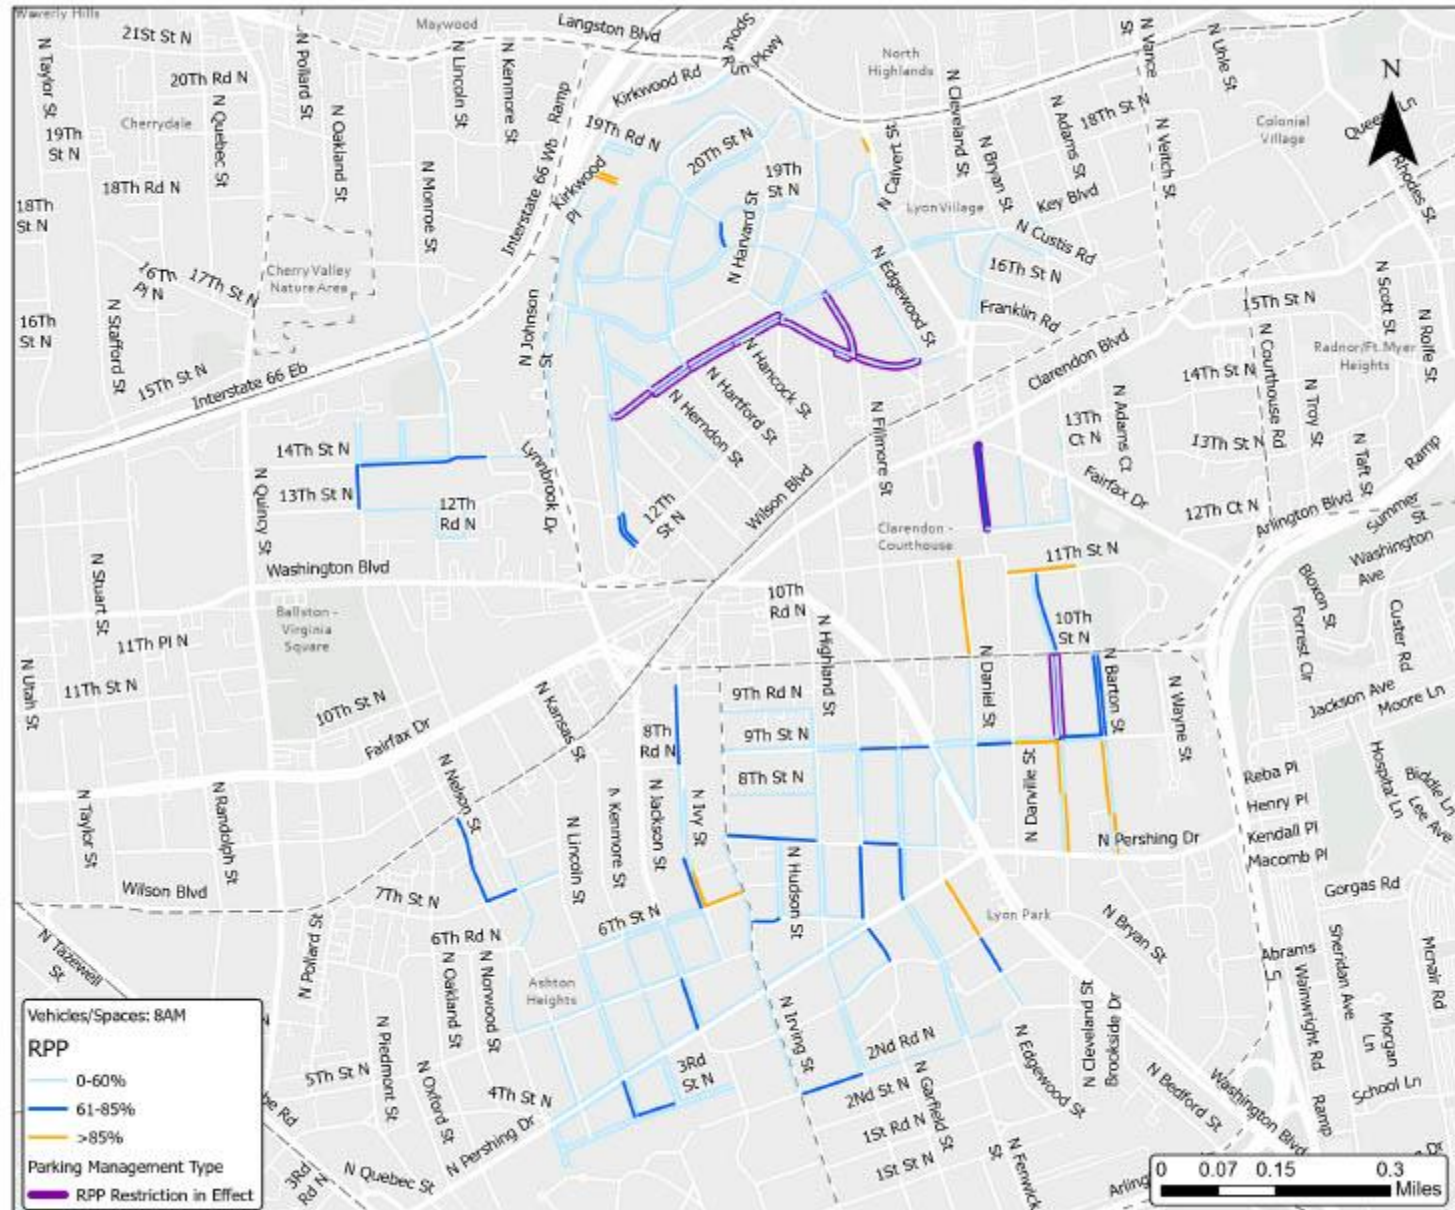 Waverly Hills
21St St N
N Taylor St
20Th Rd N
Cherrydale
N Quebec St
N Pollard St
N Oakland St
19Th
St N
18Th Rd N
18Th
St N
Maywood
N Lincoln St
N Kenmore St
N Monroe St
Langston Blvd
Ramp
Interstate 66 Wb
Kirkwood Rd
Spout
Rn Pkwy
19Th Rd N
Kirkwood
Pl
20Th St N
19Th
St N
N Harvard St
North
Highlands
N Calvert St
N Cleveland St
N Bryan St
N Adams St
18Th St N
N Vance
St
N Veitch St
N Uhle St
Colonial
Village
N
Queens Ln
N Rhodes St
Lyon Village
Key Blvd
N Custis Rd
16Th St N
N Edgewood St
Franklin Rd
Clarendon Blvd
16Th
Pl N
17Th St N
Cherry Valley
Nature Area
16Th
St N
N Stafford St
15Th St N
Interstate 66 Eb
N Johnson
St
N Hancock St
N Hartford St
N Herndon St
N Fillmore St
15Th St N
N Scott St
N Rolfe St
Radnor/Ft.Myer
Heights
N Courthouse Rd
14Th St N
N Troy St
13Th St N
N Taft St
N Adams Ct
13Th
Ct N
Fairfax Dr
12Th Ct N
Arlington Blvd
Ramp
Summer
St
Washington
Ave
14Th St N
13Th St N
12Th
Rd N
Lynnbrook Dr
12Th
St N
Wilson Blvd
Clarendon -
Courthouse
11Th St N
N Quincy St
Washington Blvd
N Stuart St
11Th Pl N
Ballston -
Virginia
Square
11Th St N
N Utah St
10Th St N
Fairfax Dr
10Th
Rd N
N Highland St
10Th
St N
N Daniel St
N Barton St
N Wayne St
Bloxon St
Forrest Cir
Custer Rd
Jackson Ave
Moore Ln
N Kansas St
8Th
Rd N
9Th Rd N
9Th St N
8Th St N
N Danville St
N Pershing Dr
Reba Pl
Henry Pl
Kendall Pl
Macomb Pl
Hospital Ln
Biddle Ln
Lee Ave
Gorgas Rd
N Nelson St
N Taylor St
N Randolph St
Wilson Blvd
7Th St N
N Lincoln St
N Kenmore St
N Jackson St
N Ivy St
N Hudson St
6Th St N
Lyon Park
N Bryan St
N Pollard St
6Th Rd N
N Oakland St
N Norwood St
Ashton
Heights
N Tazewell
St
Abrams
Ln
Wainwright Rd
Sheridan Ave
Mcnair Rd
Morgan
Ln
School Ln
N Irving St
2Nd Rd N
2Nd St N
N Garfield St
1St Rd N
1St St N
N Edgewood St
N Cleveland St
Brookside Dr
N Bedford St
Washington Blvd
Ramp
3Rd
St N
N Piedmont St
5Th St N
N Oxford St
4Th St N
N Pershing Dr
N Quebec St
3Rd
Rd N
N Fenwick
St
Vehicles/Spaces: 8AM
RPP
0-60%
61-85%
>85%
Parking Management Type
RPP Restriction in Effect
0 0.07 0.15 0.3
Miles